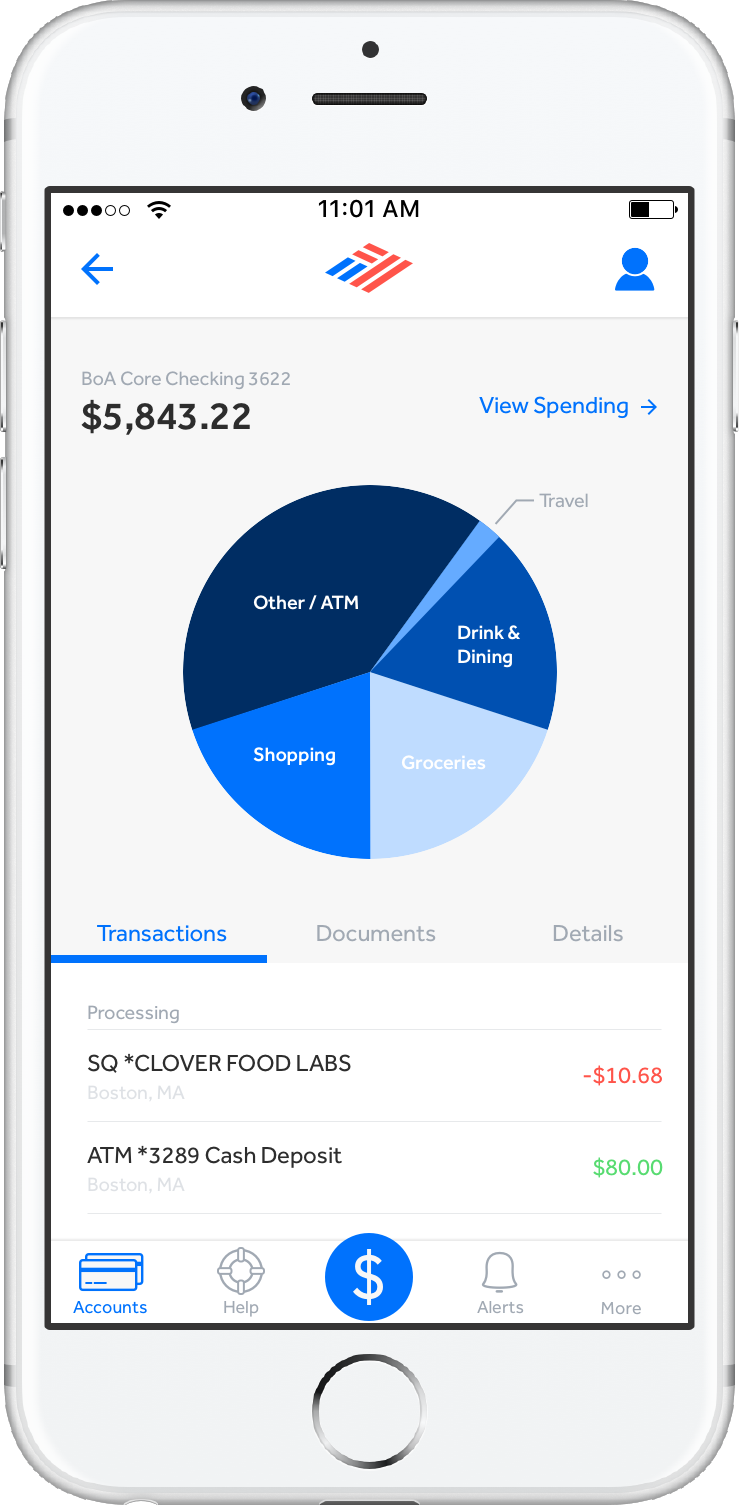 11:01 AM
BoA Core Checking 3622
$5,843.22
View Spending
Travel
Other / ATM
Drink &
Dining
Shopping
Groceries
Transactions
Documents
Details
Processing
SQ *CLOVER FOOD LABS
-$10.68
Boston, MA
ATM *3289 Cash Deposit
$80.00
Boston, MA
$
Accounts
Help
Alerts
More